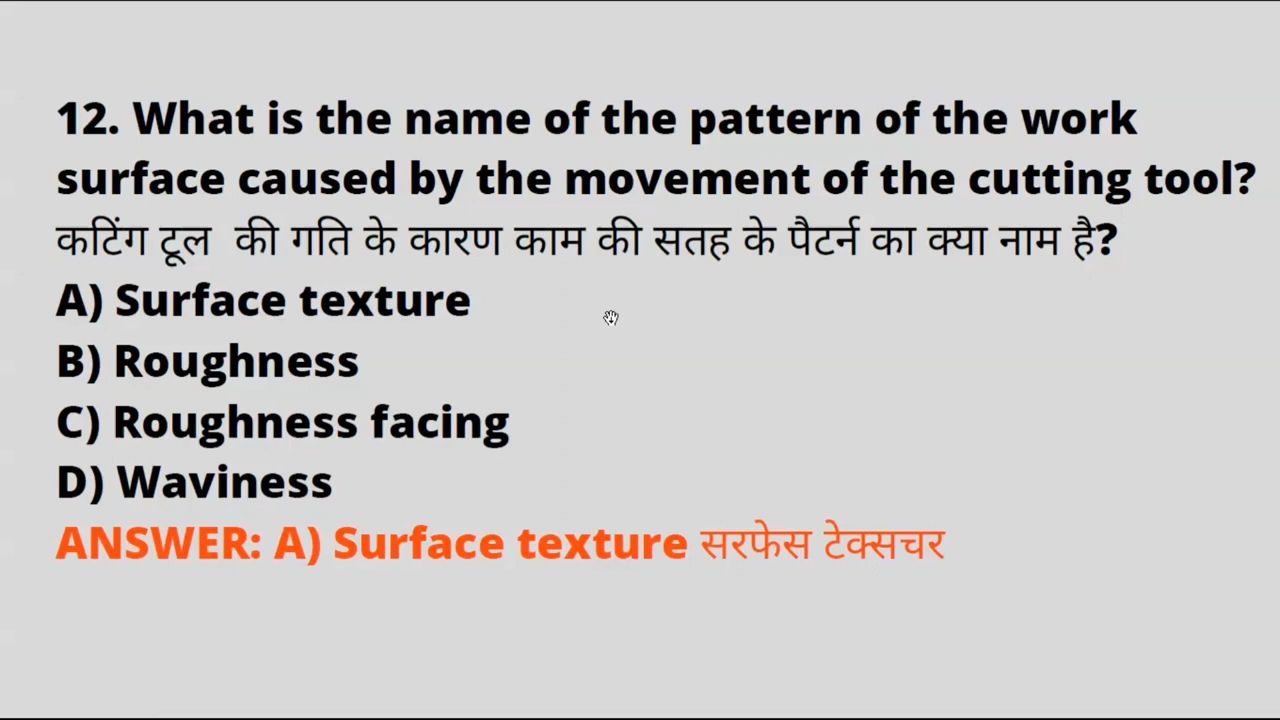 12. What is the name of the pattern of the work
surface caused by the movement of the cutting tool?
कटिंग टूल की गति के कारण काम की सतह के पैटर्न का क्या नाम है?
A) Surface texture
B) Roughness
C) Roughness facing
D) Waviness
ANSWER: A) Surface texture सरफेस टेक्सचर